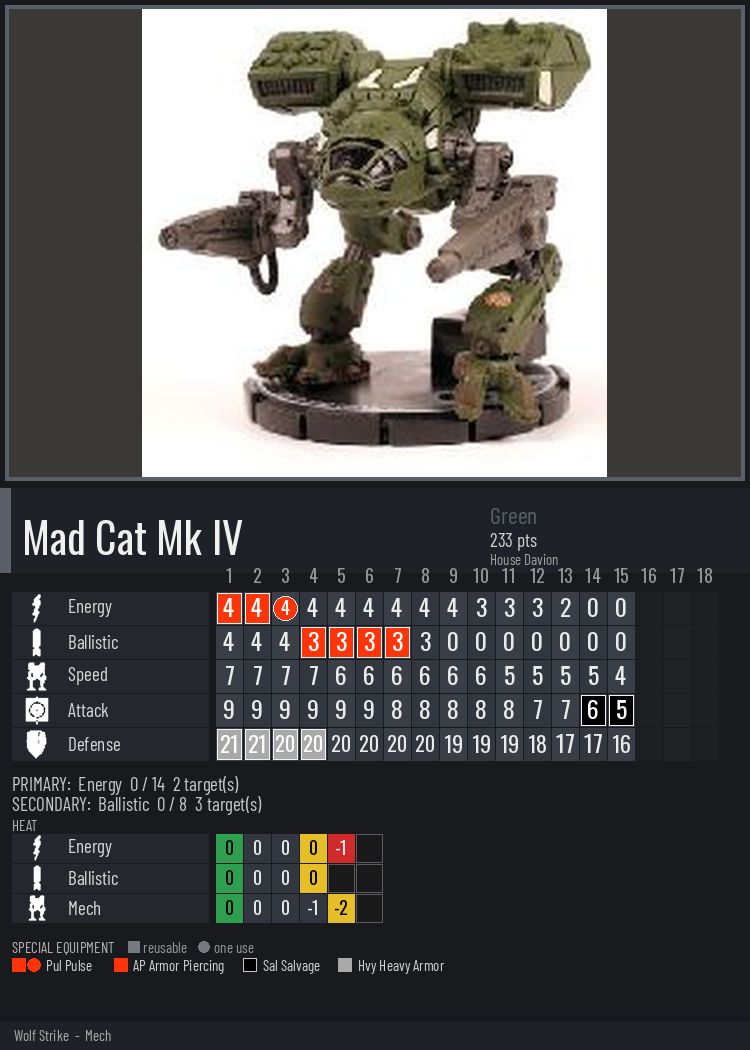 Mad Cat Mk IV
Green
233 pts
House Davion
1 2 3 4 5 6 7 8 9 10 11 12 13 14 15 16 17 18
Energy 4 4 4 4 4 4 4 4 4 3 3 3 2 0 0
Ballistic 4 4 4 3 3 3 3 3 0 0 0 0 0 0 0
Speed 7 7 7 7 6 6 6 6 6 6 5 5 5 5 4
Attack 9 9 9 9 9 9 8 8 8 8 8 7 7 6 5
Defense 21 21 20 20 20 20 20 20 19 19 19 18 17 17 16
PRIMARY: Energy 0 / 14 2 target(s)
SECONDARY: Ballistic 0 / 8 3 target(s)
HEAT
Energy 0 0 0 0 -1
Ballistic 0 0 0 0
Mech 0 0 0 -1 -2
SPECIAL EQUIPMENT reusable one use
Pul Pulse AP Armor Piercing Sal Salvage Hvy Heavy Armor
Wolf Strike - Mech